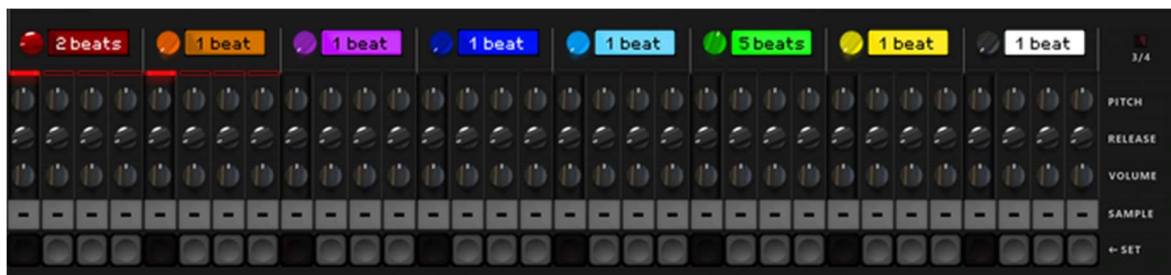 2 beats 1 beat 1 beat 1 beat 1 beat 5 beats 1 beat 1 beat
3/4
PITCH
RELEASE
VOLUME
SAMPLE
- - - - - - - - - - - - - - - - - - - - - - - - - - - - - - - -
← SET